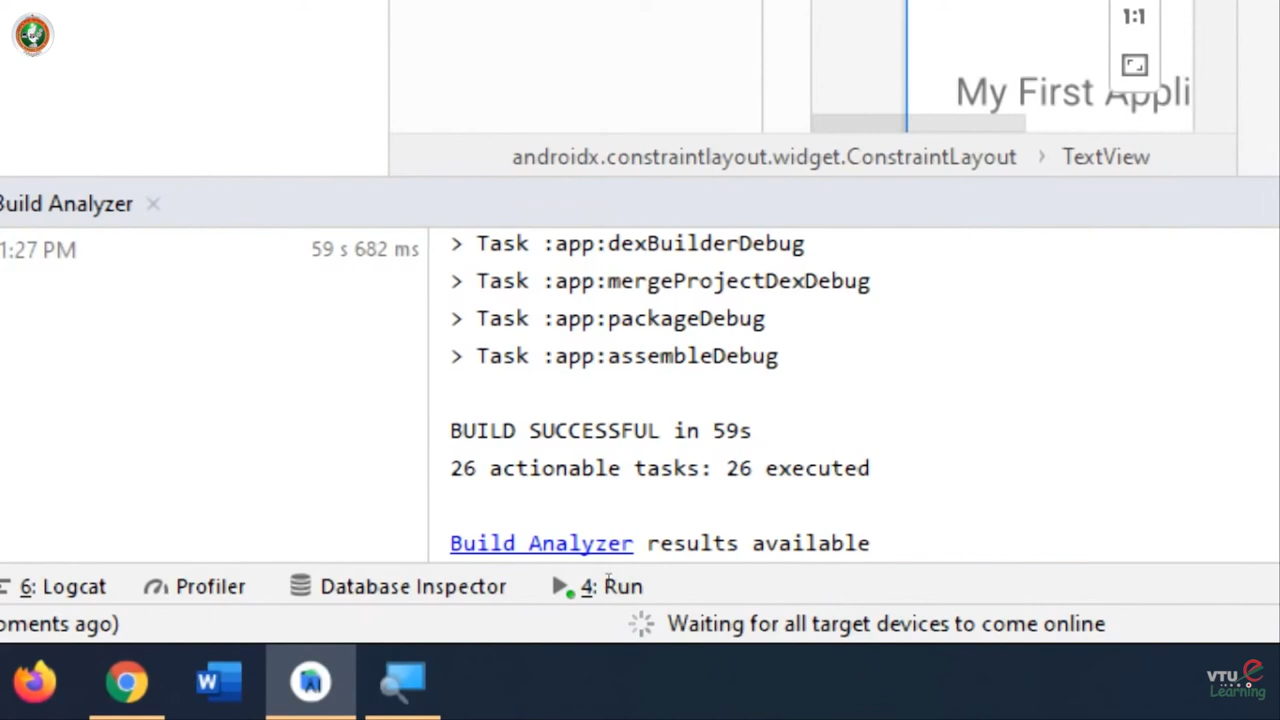 1:1
My First Appli
androidx.constraintlayout.widget.ConstraintLayout › TextView
Build Analyzer ×
1:27 PM 59 s 682 ms
> Task :app:dexBuilderDebug
> Task :app:mergeProjectDexDebug
> Task :app:packageDebug
> Task :app:assembleDebug
BUILD SUCCESSFUL in 59s
26 actionable tasks: 26 executed
Build Analyzer results available
6: Logcat Profiler Database Inspector 4: Run
oments ago) Waiting for all target devices to come online
W
VTU e
Learning